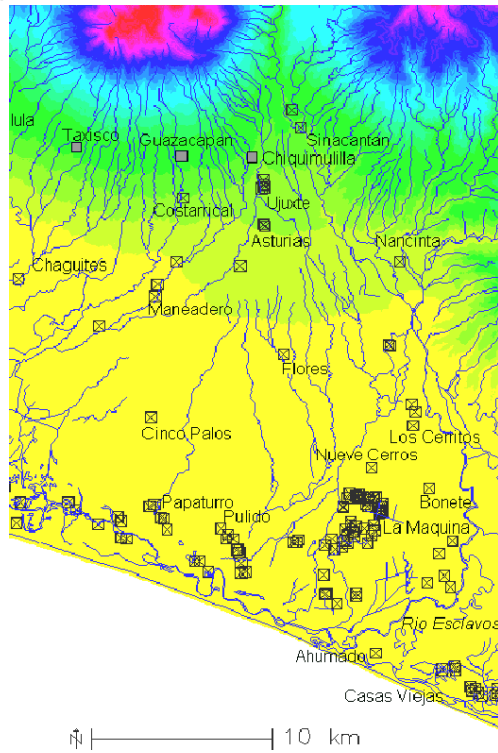 lula
Taxisco
Guazacapan
Sinacantan
Chiquimulilla
Ujuxte
Costarrical
Asturias
Nancinta
Chaguites
Maneadero
Flores
Cinco Palos
Los Cerritos
Nueve Cerros
Papaturro
Bonete
Pulido
La Maquina
Rio Esclavos
Ahumado
Casas Viejas
N
10 km